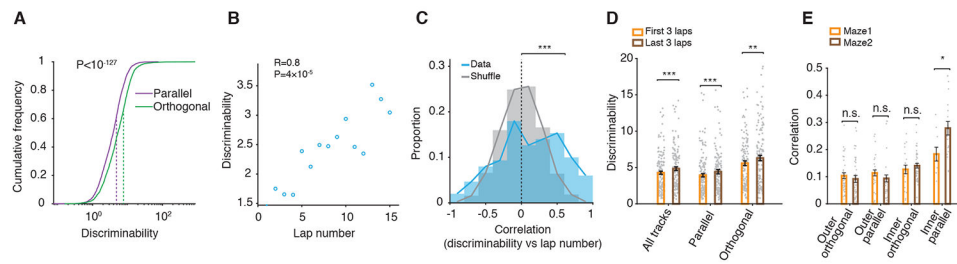 A
P<10-127
Parallel
Orthogonal
Cumulative frequency
1
0.8
0.6
0.4
0.2
0
10⁰
10²
Discriminability
B
R=0.8
P=4×10-5
Discriminability
3.5
3
2.5
2
1.5
0
5
10
15
Lap number
C
***
Data
Shuffle
Proportion
0.3
0.2
0.1
0
-1
-0.5
0
0.5
1
Correlation
(discriminability vs lap number)
D
First 3 laps
Last 3 laps
***
***
**
Discriminability
20
15
10
5
0
All tracks
Parallel
Orthogonal
E
Maze1
Maze2
n.s.
n.s.
n.s.
*
Correlation
0.5
0.4
0.3
0.2
0.1
0
Outer
orthogonal
Outer
parallel
Inner
orthogonal
Inner
parallel